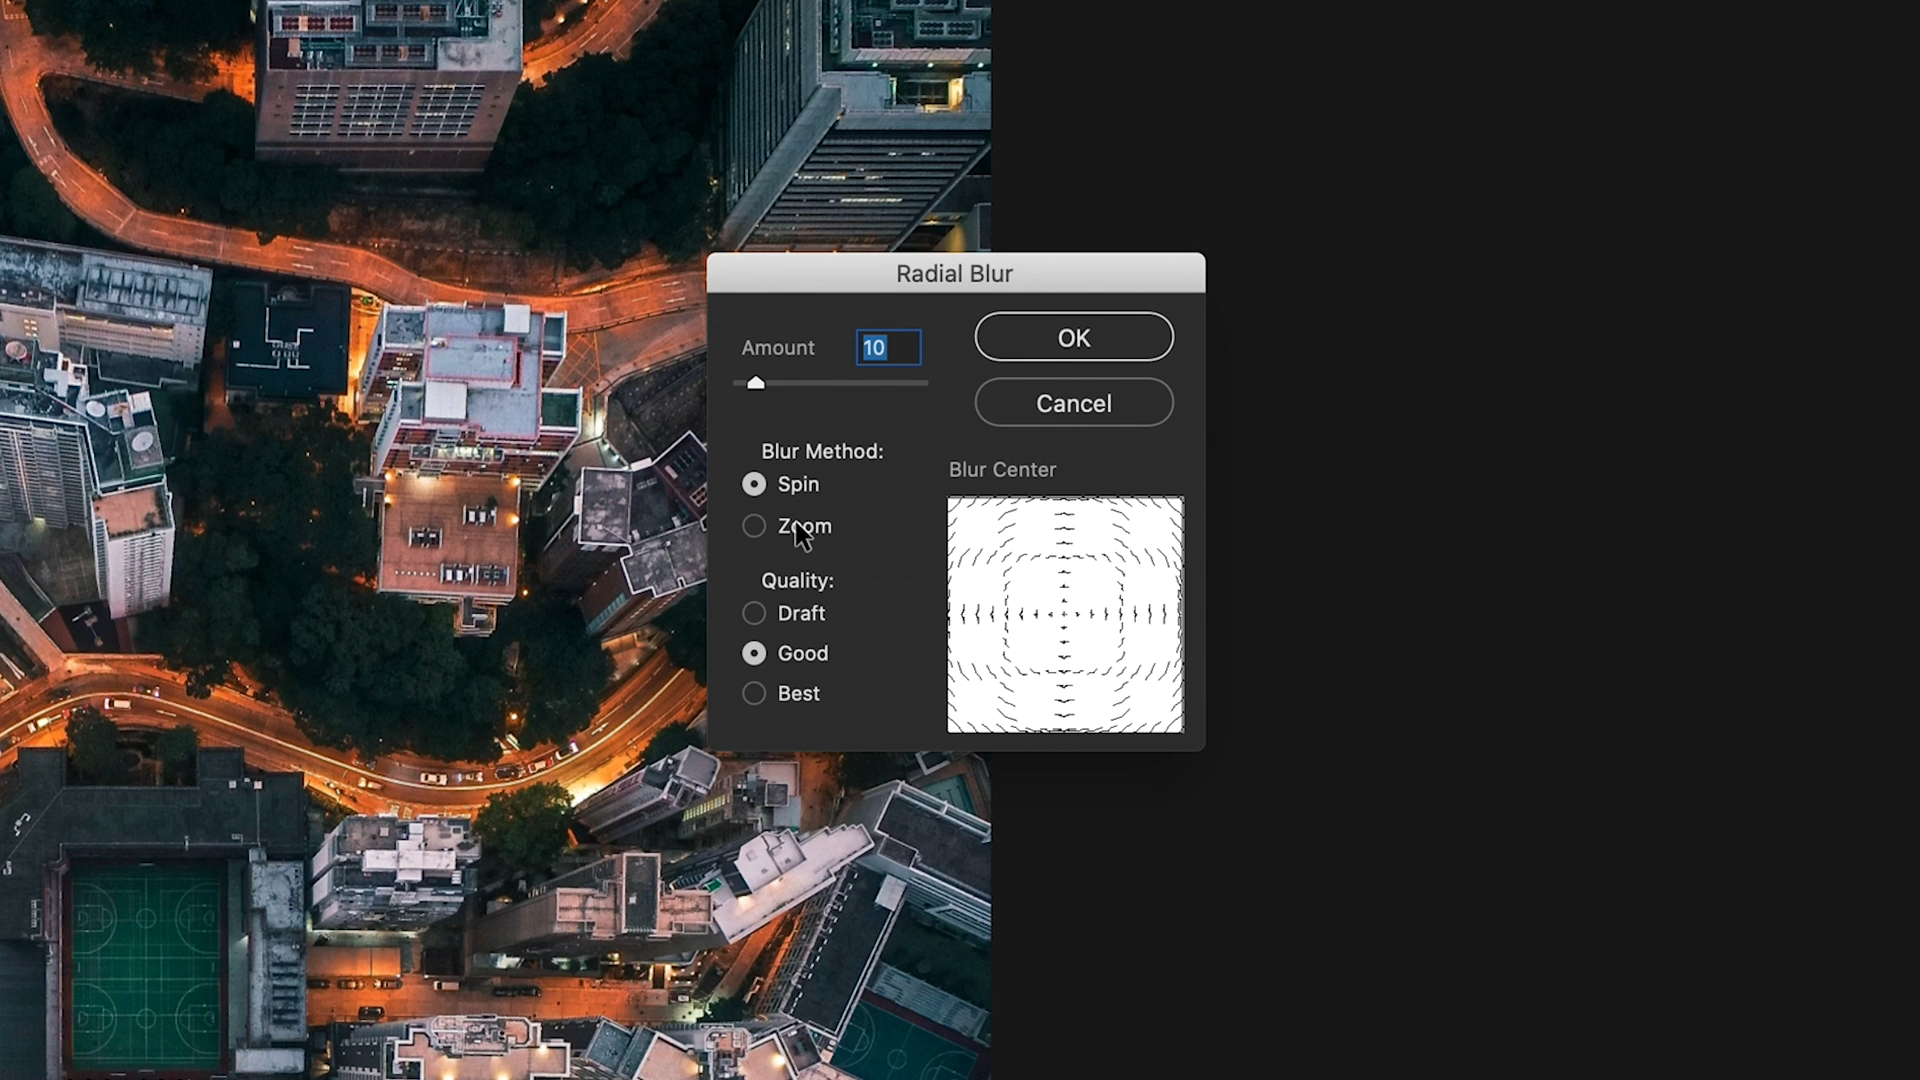 Radial Blur
Amount 10
OK
Cancel
Blur Method:
Spin
Zoom
Quality:
Draft
Good
Best
Blur Center